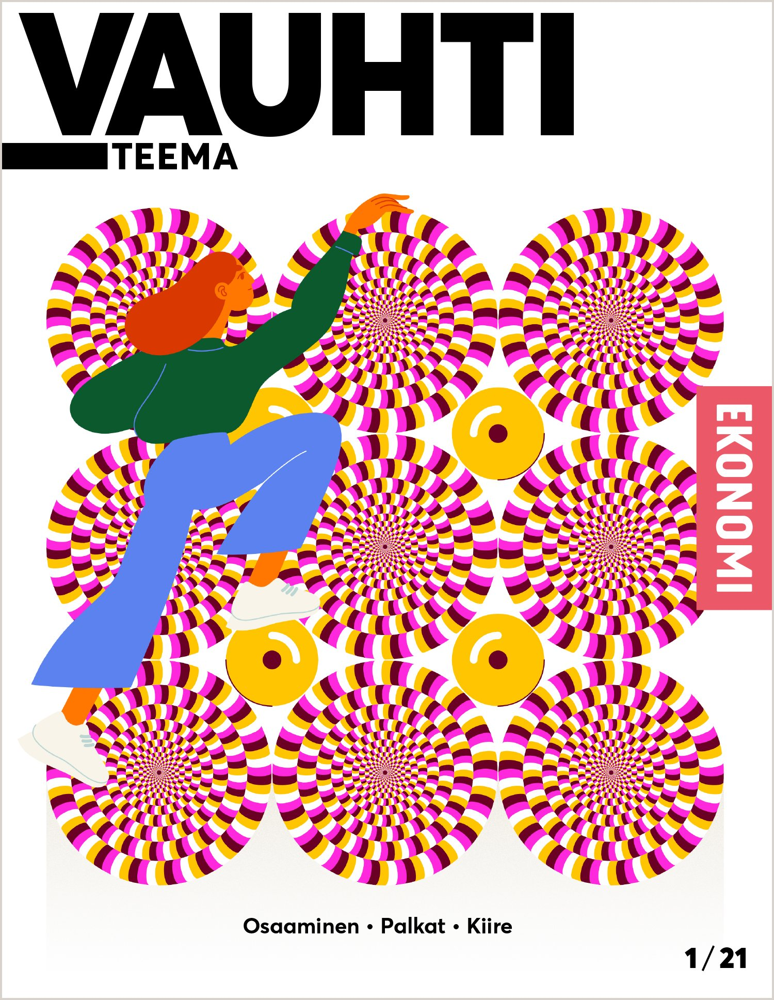 VAUHTI
TEEMA
EKONOMI
Osaaminen • Palkat • Kiire
1/21